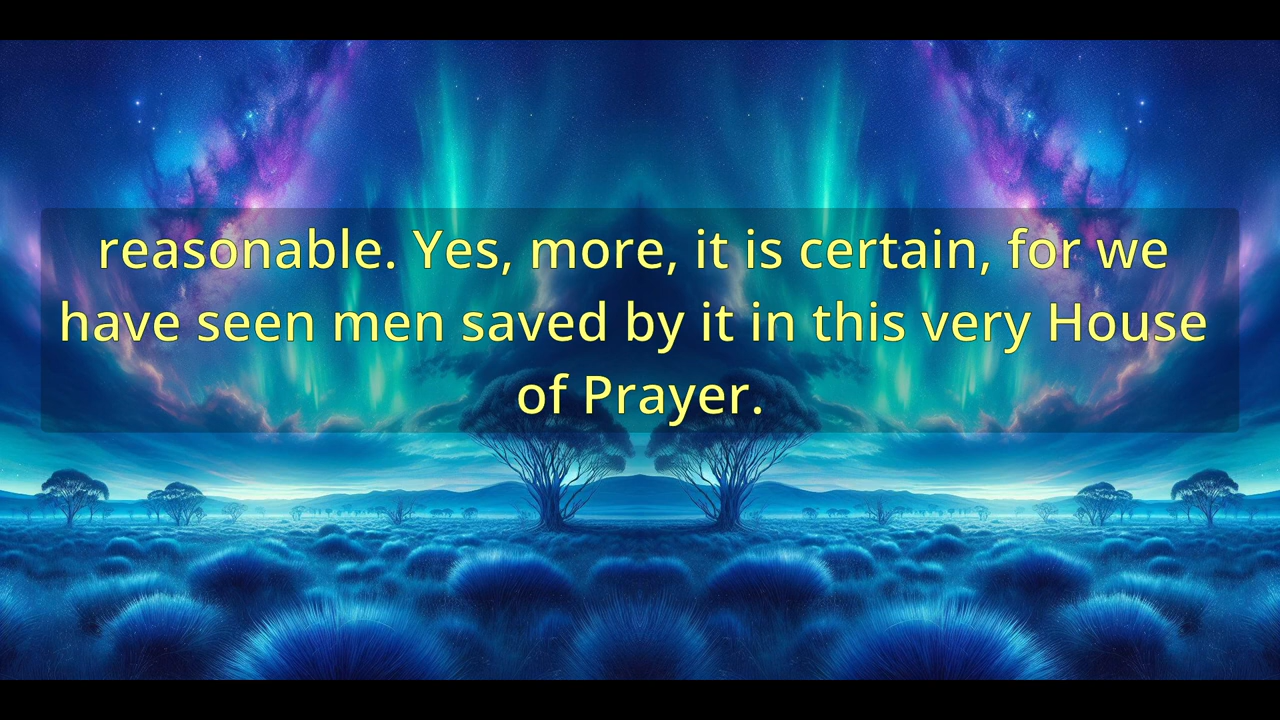 reasonable. Yes, more, it is certain, for we
have seen men saved by it in this very House
of Prayer.